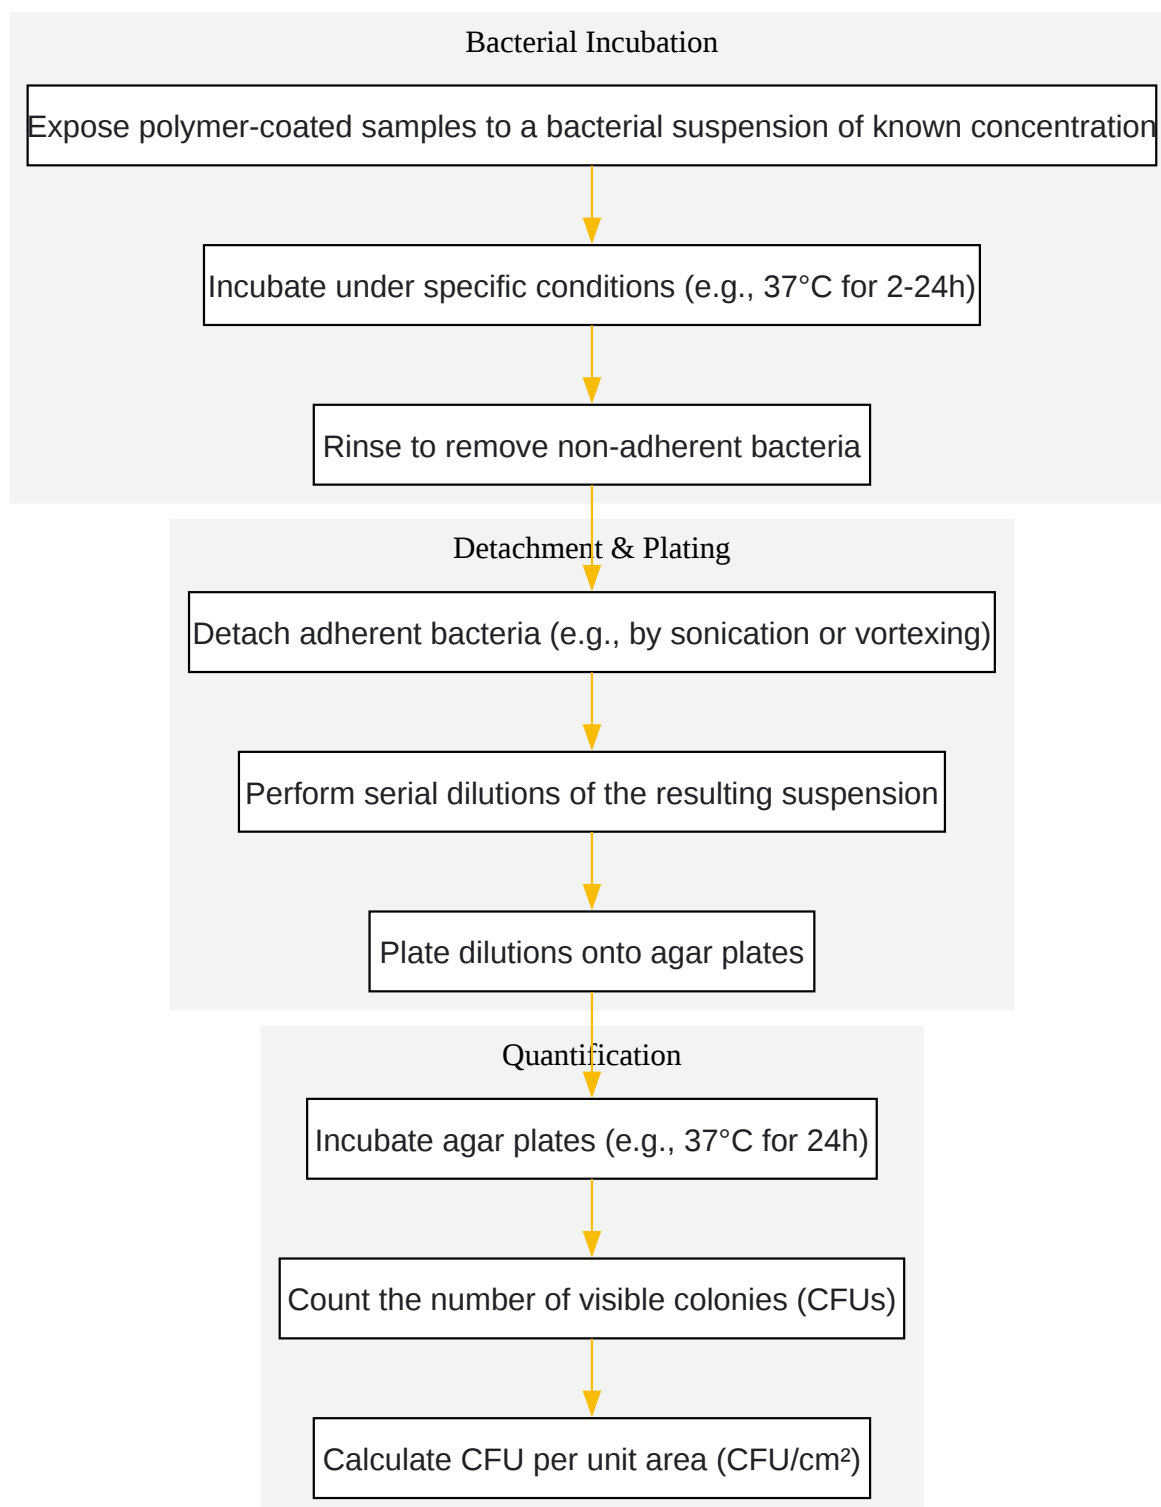 Bacterial Incubation
Expose polymer-coated samples to a bacterial suspension of known concentration
Incubate under specific conditions (e.g., 37°C for 2-24h)
Rinse to remove non-adherent bacteria
Detachment & Plating
Detach adherent bacteria (e.g., by sonication or vortexing)
Perform serial dilutions of the resulting suspension
Plate dilutions onto agar plates
Quantification
Incubate agar plates (e.g., 37°C for 24h)
Count the number of visible colonies (CFUs)
Calculate CFU per unit area (CFU/cm²)